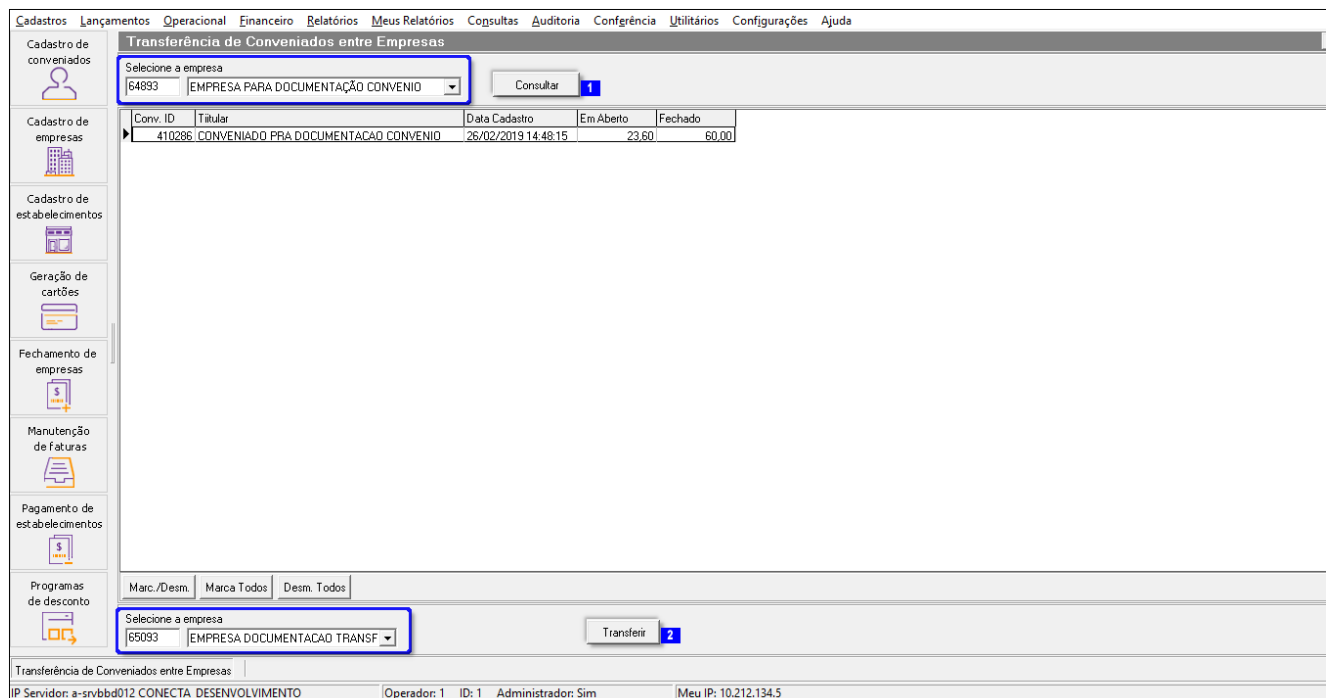 Cadastros Lançamentos Operacional Financeiro Relatórios Meus Relatórios Consultas Auditoria Conferência Utilitários Configurações Ajuda
Cadastro de
conveniados
Cadastro de
empresas
Cadastro de
estabelecimentos
Geração de
cartões
Fechamento de
empresas
Manutenção
de faturas
Pagamento de
estabelecimentos
Programas
de desconto
Transferência de Conveniados entre Empresas
Selecione a empresa
64893 EMPRESA PARA DOCUMENTAÇÃO CONVENIO Consultar 1
Conv. ID Tiitular Data Cadastro Em Aberto Fechado
410286 CONVENIADO PRA DOCUMENTACAO CONVENIO 26/02/2019 14:48:15 23,60 60,00
Marc./Desm. Marca Todos Desm. Todos
Selecione a empresa
65093 EMPRESA DOCUMENTACAO TRANSF Transferir 2
Transferência de Conveniados entre Empresas
IP Servidor: a-srvbbd012 CONECTA_DESENVOLVIMENTO Operador: 1 ID: 1 Administrador: Sim Meu IP: 10.212.134.5